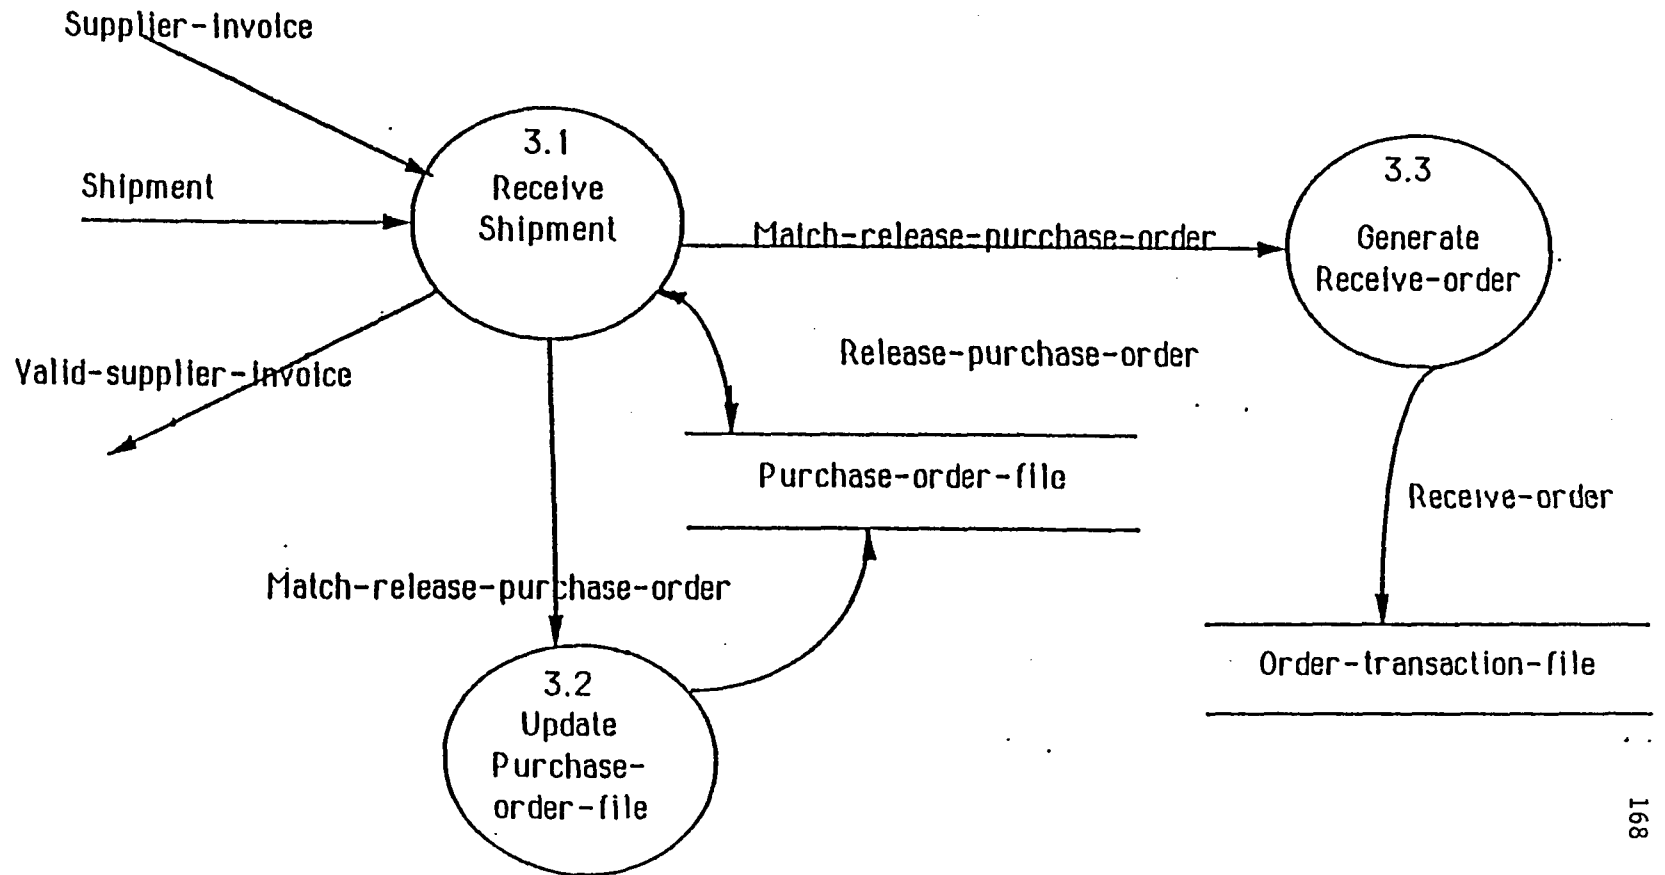 Supplier-Invoice
3.1
Receive
Shipment
Shipment
3.3
Generate
Receive-order
Match-release-purchase-order
Release-purchase-order
Valid-supplier-Invoice
Purchase-order-file
Receive-order
Match-release-purchase-order
Order-transaction-file
3.2
Update
Purchase-
order-file
168